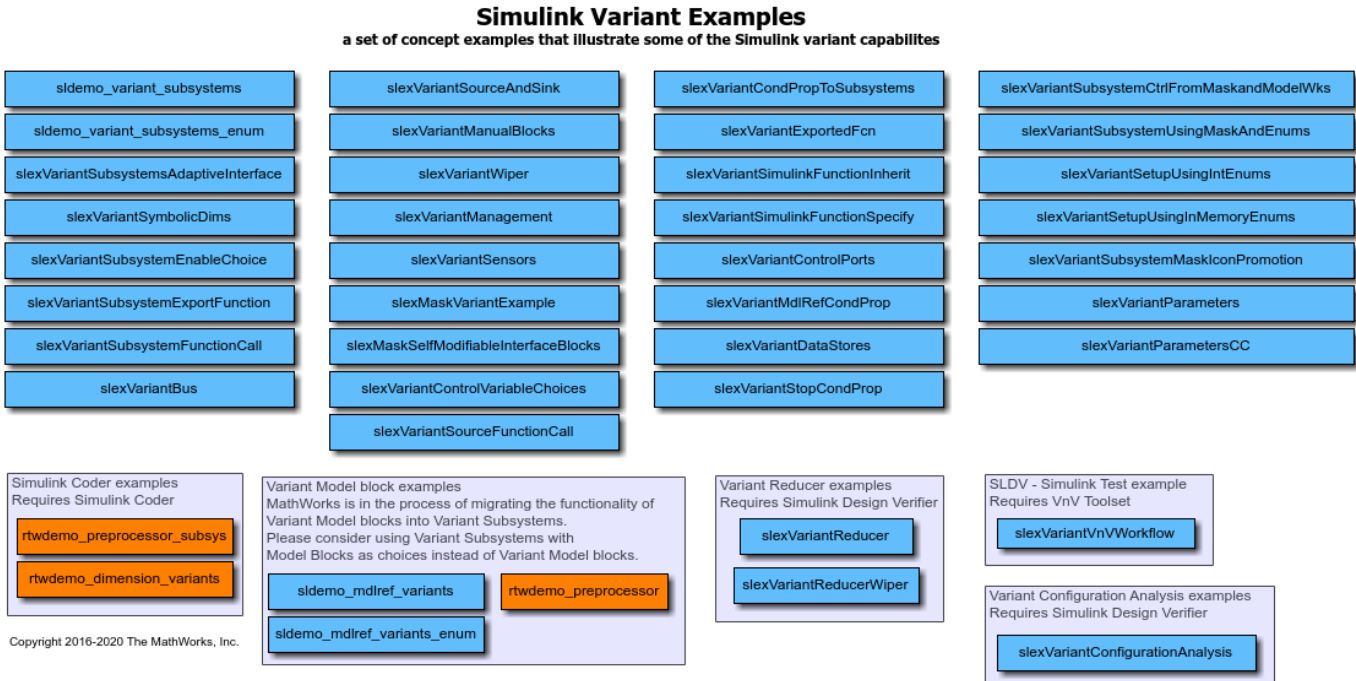 Simulink Variant Examples
a set of concept examples that illustrate some of the Simulink variant capabilites
sldemo_variant_subsystems
sldemo_variant_subsystems_enum
slexVariantSubsystemsAdaptiveInterface
slexVariantSymbolicDims
slexVariantSubsystemEnableChoice
slexVariantSubsystemExportFunction
slexVariantSubsystemFunctionCall
slexVariantBus
slexVariantSourceAndSink
slexVariantManualBlocks
slexVariantWiper
slexVariantManagement
slexVariantSensors
slexMaskVariantExample
slexMaskSelfModifiableInterfaceBlocks
slexVariantControlVariableChoices
slexVariantSourceFunctionCall
slexVariantCondPropToSubsystems
slexVariantExportedFcn
slexVariantSimulinkFunctionInherit
slexVariantSimulinkFunctionSpecify
slexVariantControlPorts
slexVariantMdlRefCondProp
slexVariantDataStores
slexVariantStopCondProp
slexVariantSubsystemCtrlFromMaskandModelWks
slexVariantSubsystemUsingMaskAndEnums
slexVariantSetupUsingIntEnums
slexVariantSetupUsingInMemoryEnums
slexVariantSubsystemMaskIconPromotion
slexVariantParameters
slexVariantParametersCC
Simulink Coder examples
Requires Simulink Coder
rtwdemo_preprocessor_subsys
rtwdemo_dimension_variants
Copyright 2016-2020 The MathWorks, Inc.
Variant Model block examples
MathWorks is in the process of migrating the functionality of
Variant Model blocks into Variant Subsystems.
Please consider using Variant Subsystems with
Model Blocks as choices instead of Variant Model blocks.
sldemo_mdlref_variants
rtwdemo_preprocessor
sldemo_mdlref_variants_enum
Variant Reducer examples
Requires Simulink Design Verifier
slexVariantReducer
slexVariantReducerWiper
SLDV - Simulink Test example
Requires VnV Toolset
slexVariantVnVWorkflow
Variant Configuration Analysis examples
Requires Simulink Design Verifier
slexVariantConfigurationAnalysis